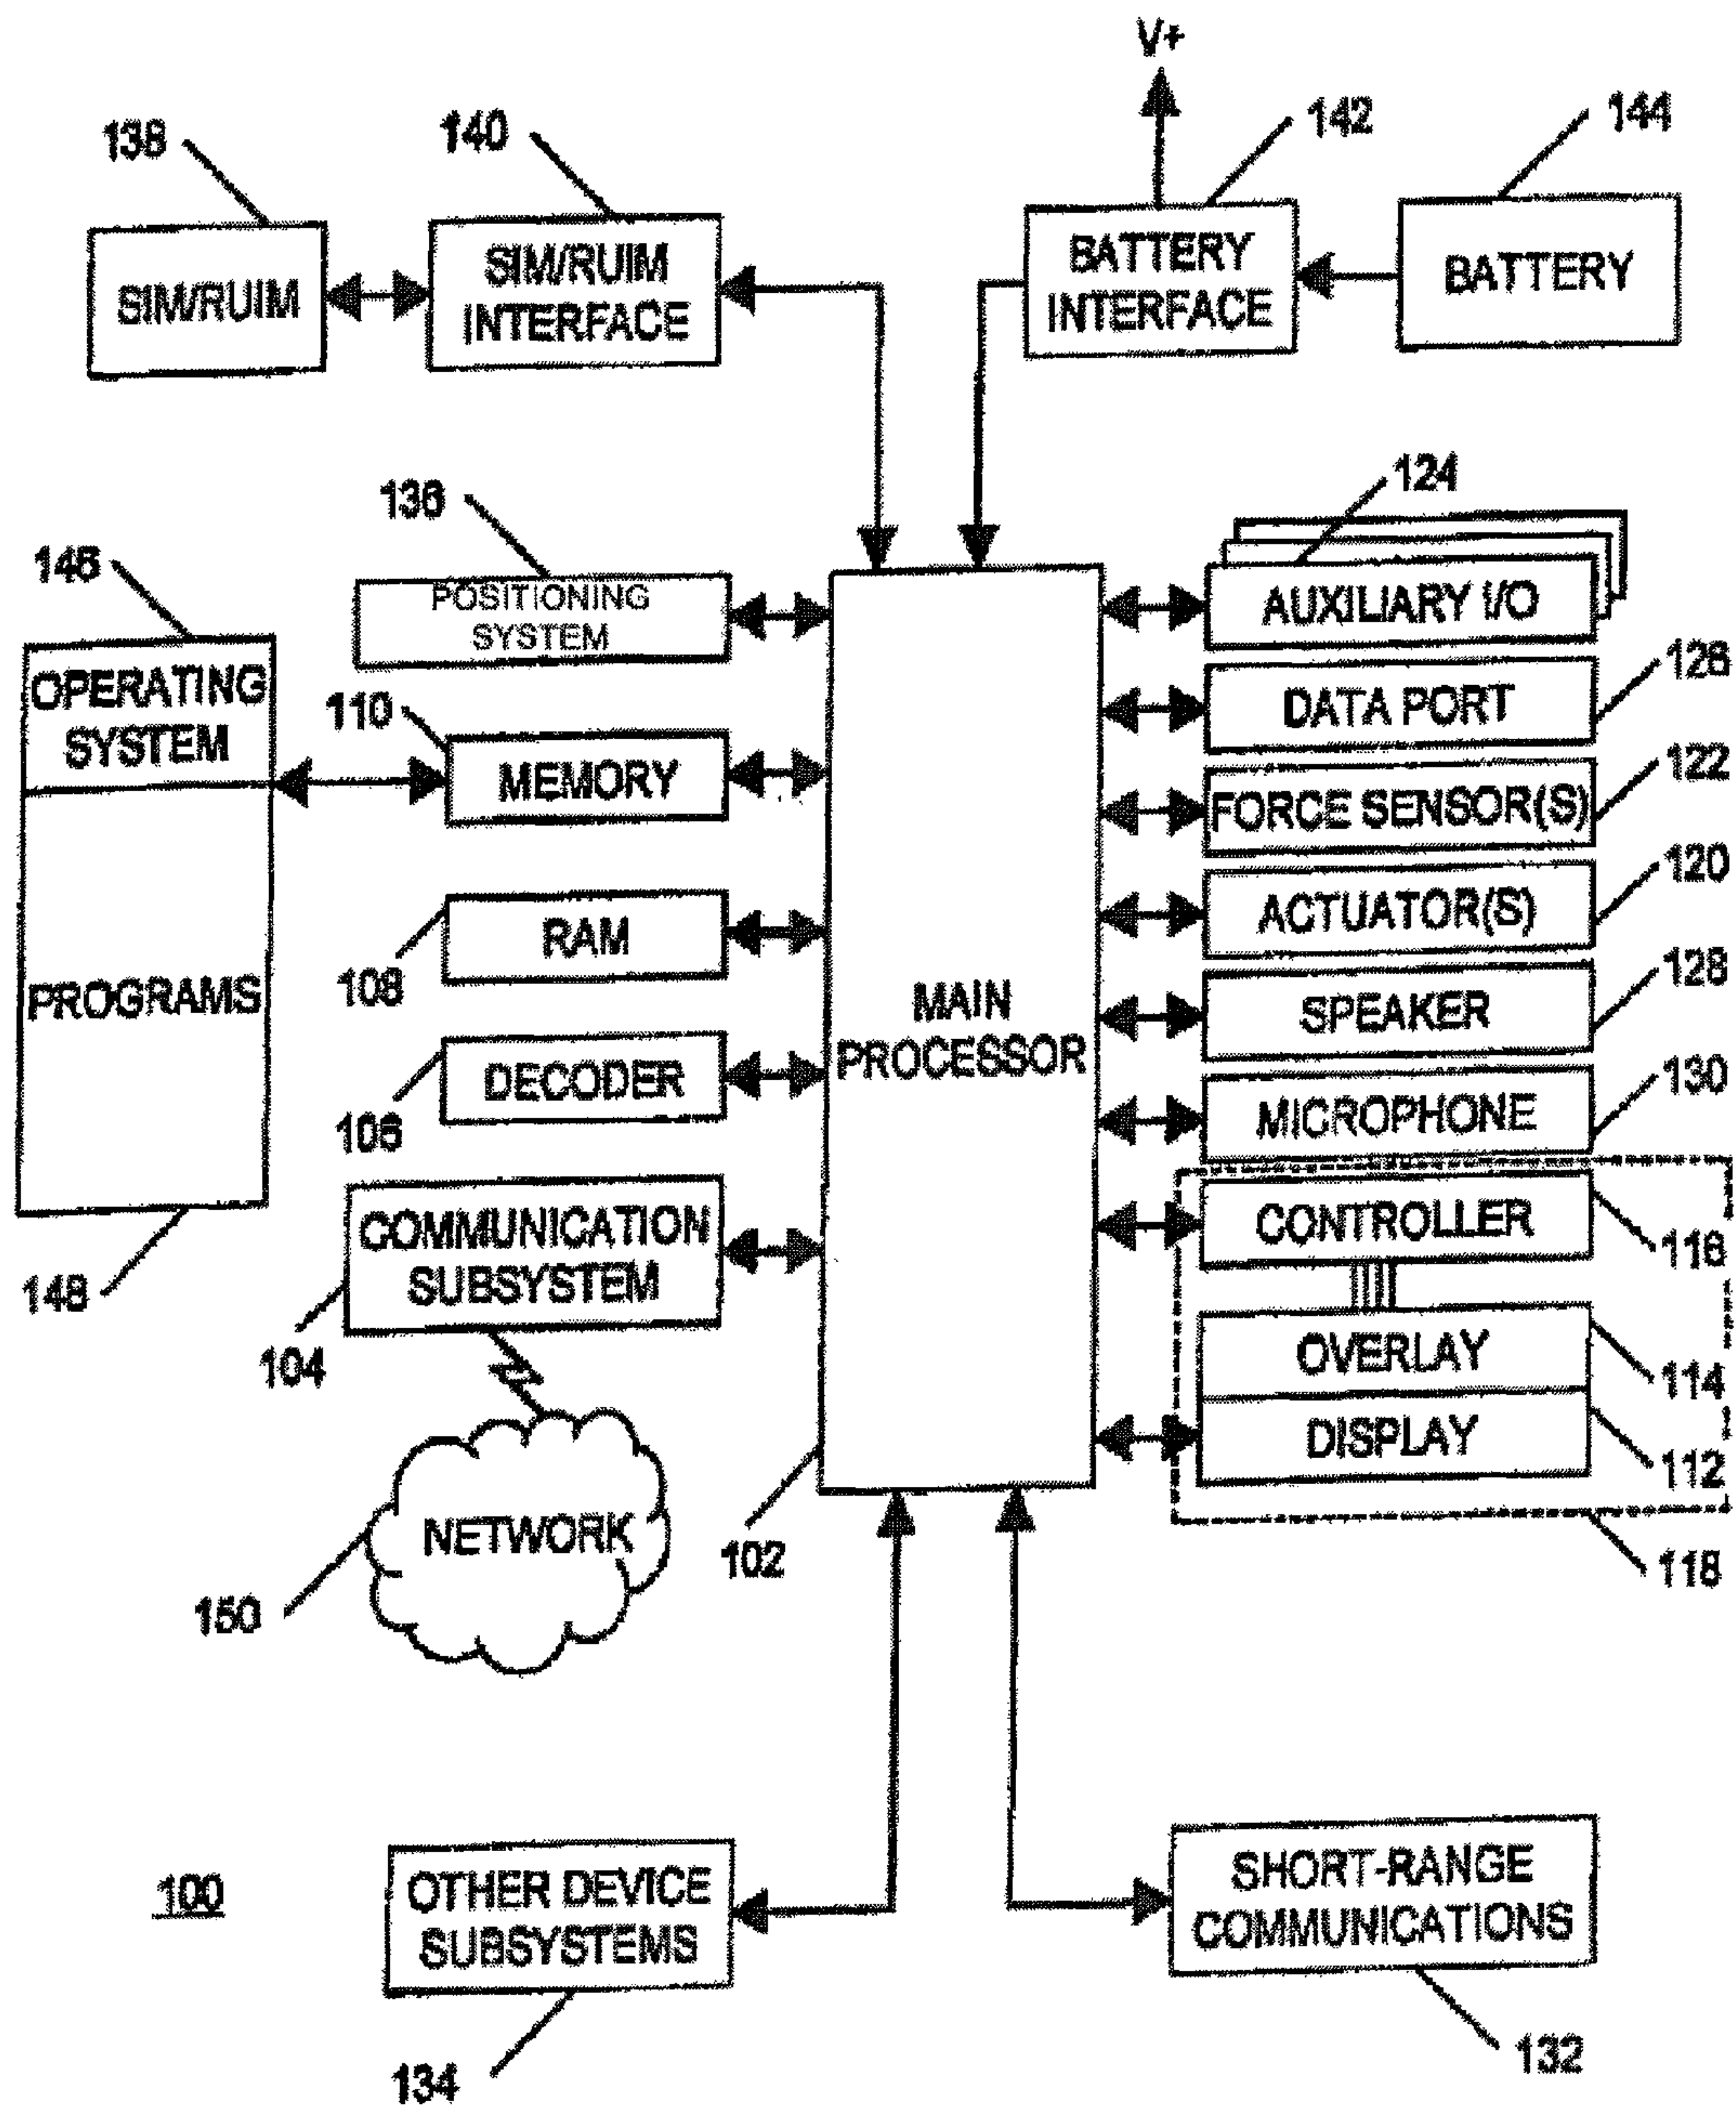 V+
138
140
142
144
SIM/RUIM
SIM/RUIM
INTERFACE
BATTERY
INTERFACE
BATTERY
136
124
146
POSITIONING
SYSTEM
AUXILIARY I/O
OPERATING
SYSTEM
110
MEMORY
DATA PORT
126
FORCE SENSOR(S)
122
PROGRAMS
RAM
108
MAIN
PROCESSOR
ACTUATOR(S)
120
SPEAKER
128
DECODER
106
MICROPHONE
130
148
COMMUNICATION
SUBSYSTEM
104
CONTROLLER
116
OVERLAY
114
DISPLAY
112
NETWORK
150
102
118
100
OTHER DEVICE
SUBSYSTEMS
134
SHORT-RANGE
COMMUNICATIONS
132